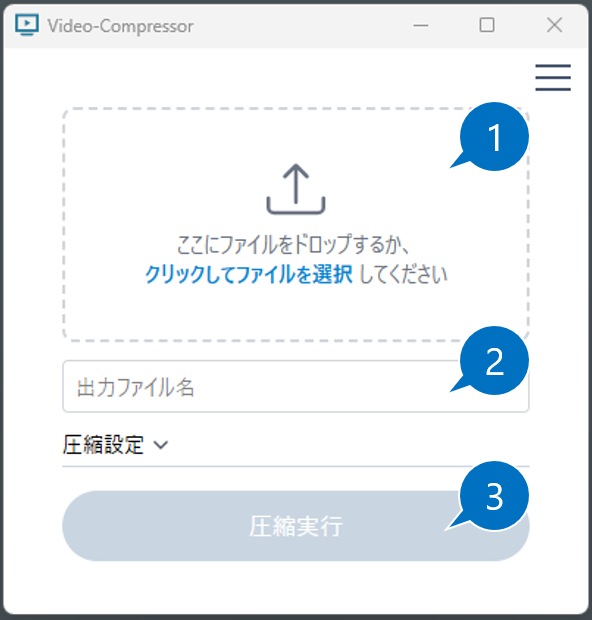 Video-Compressor
1
ここにファイルをドロップするか、
クリックしてファイルを選択 してください
2
出力ファイル名
圧縮設定
3
圧縮実行